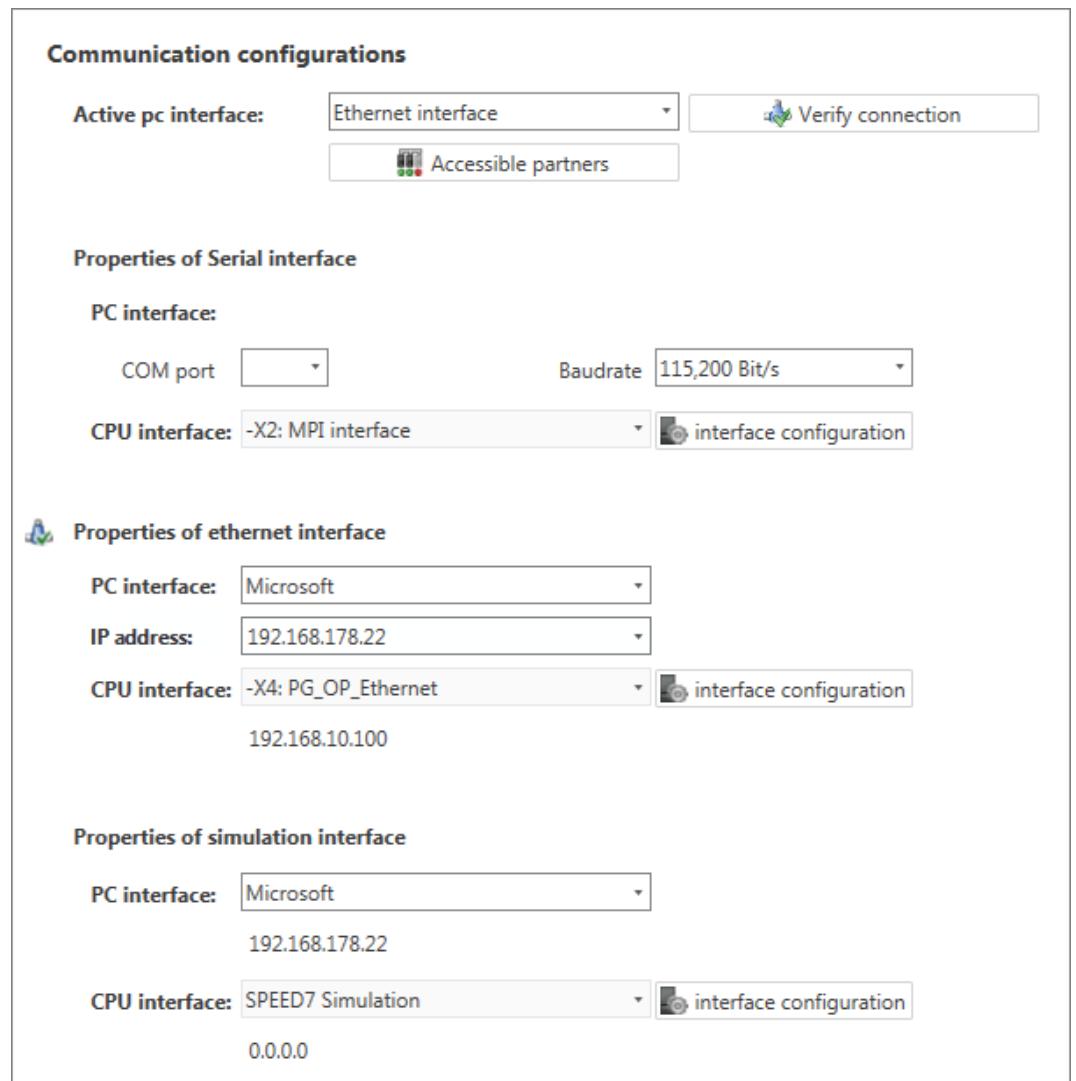 Communication configurations
Active pc interface: Ethernet interface Verify connection
Accessible partners
Properties of Serial interface
PC interface:
COM port Baudrate 115,200 Bit/s
CPU interface: -X2: MPI interface interface configuration
Properties of ethernet interface
PC interface: Microsoft
IP address: 192.168.178.22
CPU interface: -X4: PG_OP_Ethernet interface configuration
192.168.10.100
Properties of simulation interface
PC interface: Microsoft
192.168.178.22
CPU interface: SPEED7 Simulation interface configuration
0.0.0.0